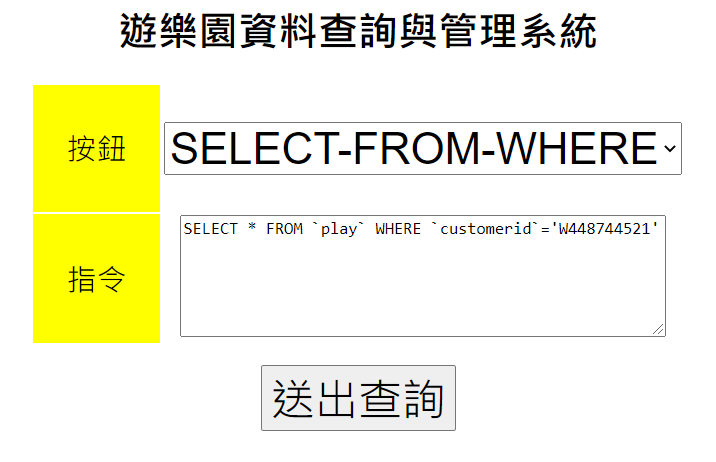 遊樂園資料查詢與管理系統
按鈕
SELECT-FROM-WHERE
指令
SELECT * FROM `play` WHERE `customerid`='W448744521'
送出查詢